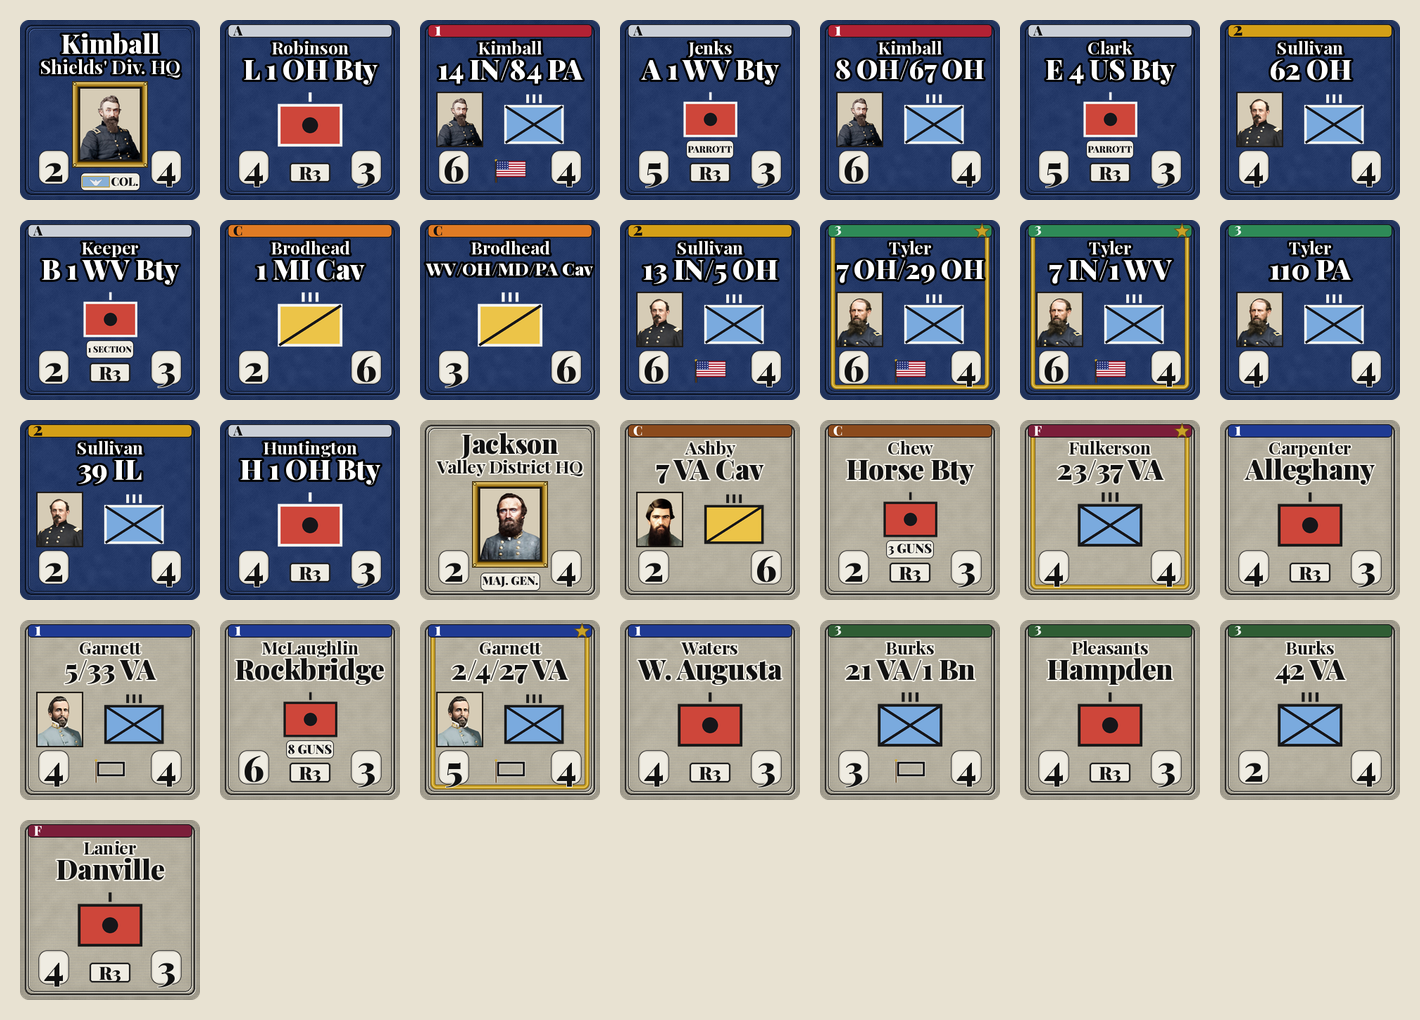 Kimball
Shields' Div. HQ
2
COL.
4
A
Robinson
L 1 OH Bty
4
R3
3
1
Kimball
14 IN/84 PA
6
4
A
Jenks
A 1 WV Bty
PARROTT
5
R3
3
1
Kimball
8 OH/67 OH
6
4
A
Clark
E 4 US Bty
PARROTT
5
R3
3
2
Sullivan
62 OH
4
4
A
Keeper
B 1 WV Bty
1 SECTION
2
R3
3
C
Brodhead
1 MI Cav
2
6
C
Brodhead
WV/OH/MD/PA Cav
3
6
2
Sullivan
13 IN/5 OH
6
4
3
Tyler
7 OH/29 OH
6
4
3
Tyler
7 IN/1 WV
6
4
3
Tyler
110 PA
4
4
2
Sullivan
39 IL
2
4
A
Huntington
H 1 OH Bty
4
R3
3
Jackson
Valley District HQ
2
MAJ. GEN.
4
C
Ashby
7 VA Cav
2
6
C
Chew
Horse Bty
3 GUNS
2
R3
3
F
Fulkerson
23/37 VA
4
4
1
Carpenter
Alleghany
4
R3
3
1
Garnett
5/33 VA
4
4
1
McLaughlin
Rockbridge
8 GUNS
6
R3
3
1
Garnett
2/4/27 VA
5
4
1
Waters
W. Augusta
4
R3
3
3
Burks
21 VA/1 Bn
3
4
3
Pleasants
Hampden
4
R3
3
3
Burks
42 VA
2
4
F
Lanier
Danville
4
R3
3